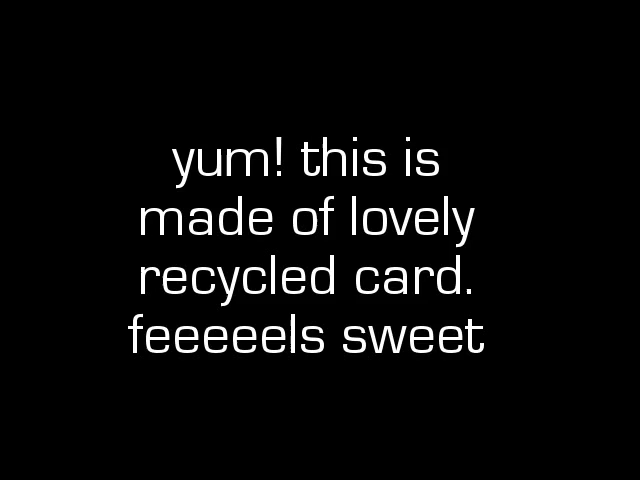 yum! this is
made of lovely
recycled card.
feeeeels sweet